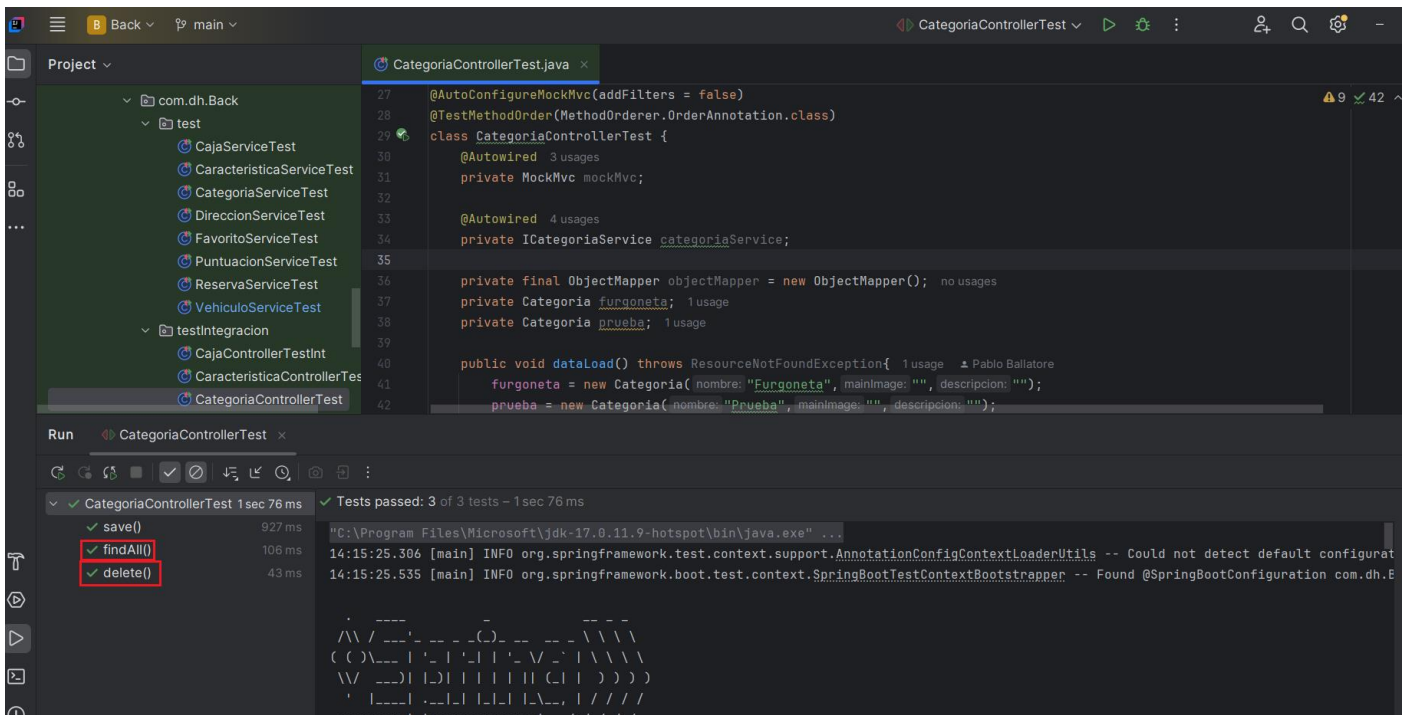 B Back main CategoriaControllerTest
Project
CategoriaControllerTest.java
com.dh.Back
test
CajaServiceTest
CaracteristicaServiceTest
CategoriaServiceTest
DireccionServiceTest
FavoritoServiceTest
PuntuacionServiceTest
ReservaServiceTest
VehiculoServiceTest
testIntegracion
CajaControllerTestInt
CaracteristicaControllerTes
CategoriaControllerTest
9 42
27 @AutoConfigureMockMvc(addFilters = false)
28 @TestMethodOrder(MethodOrderer.OrderAnnotation.class)
29 class CategoriaControllerTest {
30 @Autowired 3 usages
31 private MockMvc mockMvc;
32
33 @Autowired 4 usages
34 private ICategoriaService categoriaService;
35
36 private final ObjectMapper objectMapper = new ObjectMapper(); no usages
37 private Categoria furgoneta; 1 usage
38 private Categoria prueba; 1 usage
39
40 public void dataLoad() throws ResourceNotFoundException{ 1 usage Pablo Ballatore
41 furgoneta = new Categoria( nombre: "Furgoneta", mainImage: "", descripcion: "");
42 prueba = new Categoria( nombre: "Prueba", mainImage: "", descripcion: "");
Run CategoriaControllerTest
CategoriaControllerTest 1 sec 76 ms
save() 927 ms
findAll() 106 ms
delete() 43 ms
Tests passed: 3 of 3 tests – 1 sec 76 ms
"C:\Program Files\Microsoft\jdk-17.0.11.9-hotspot\bin\java.exe" ...
14:15:25.306 [main] INFO org.springframework.test.context.support.AnnotationConfigContextLoaderUtils -- Could not detect default configurat
14:15:25.535 [main] INFO org.springframework.boot.test.context.SpringBootTestContextBootstrapper -- Found @SpringBootConfiguration com.dh.B